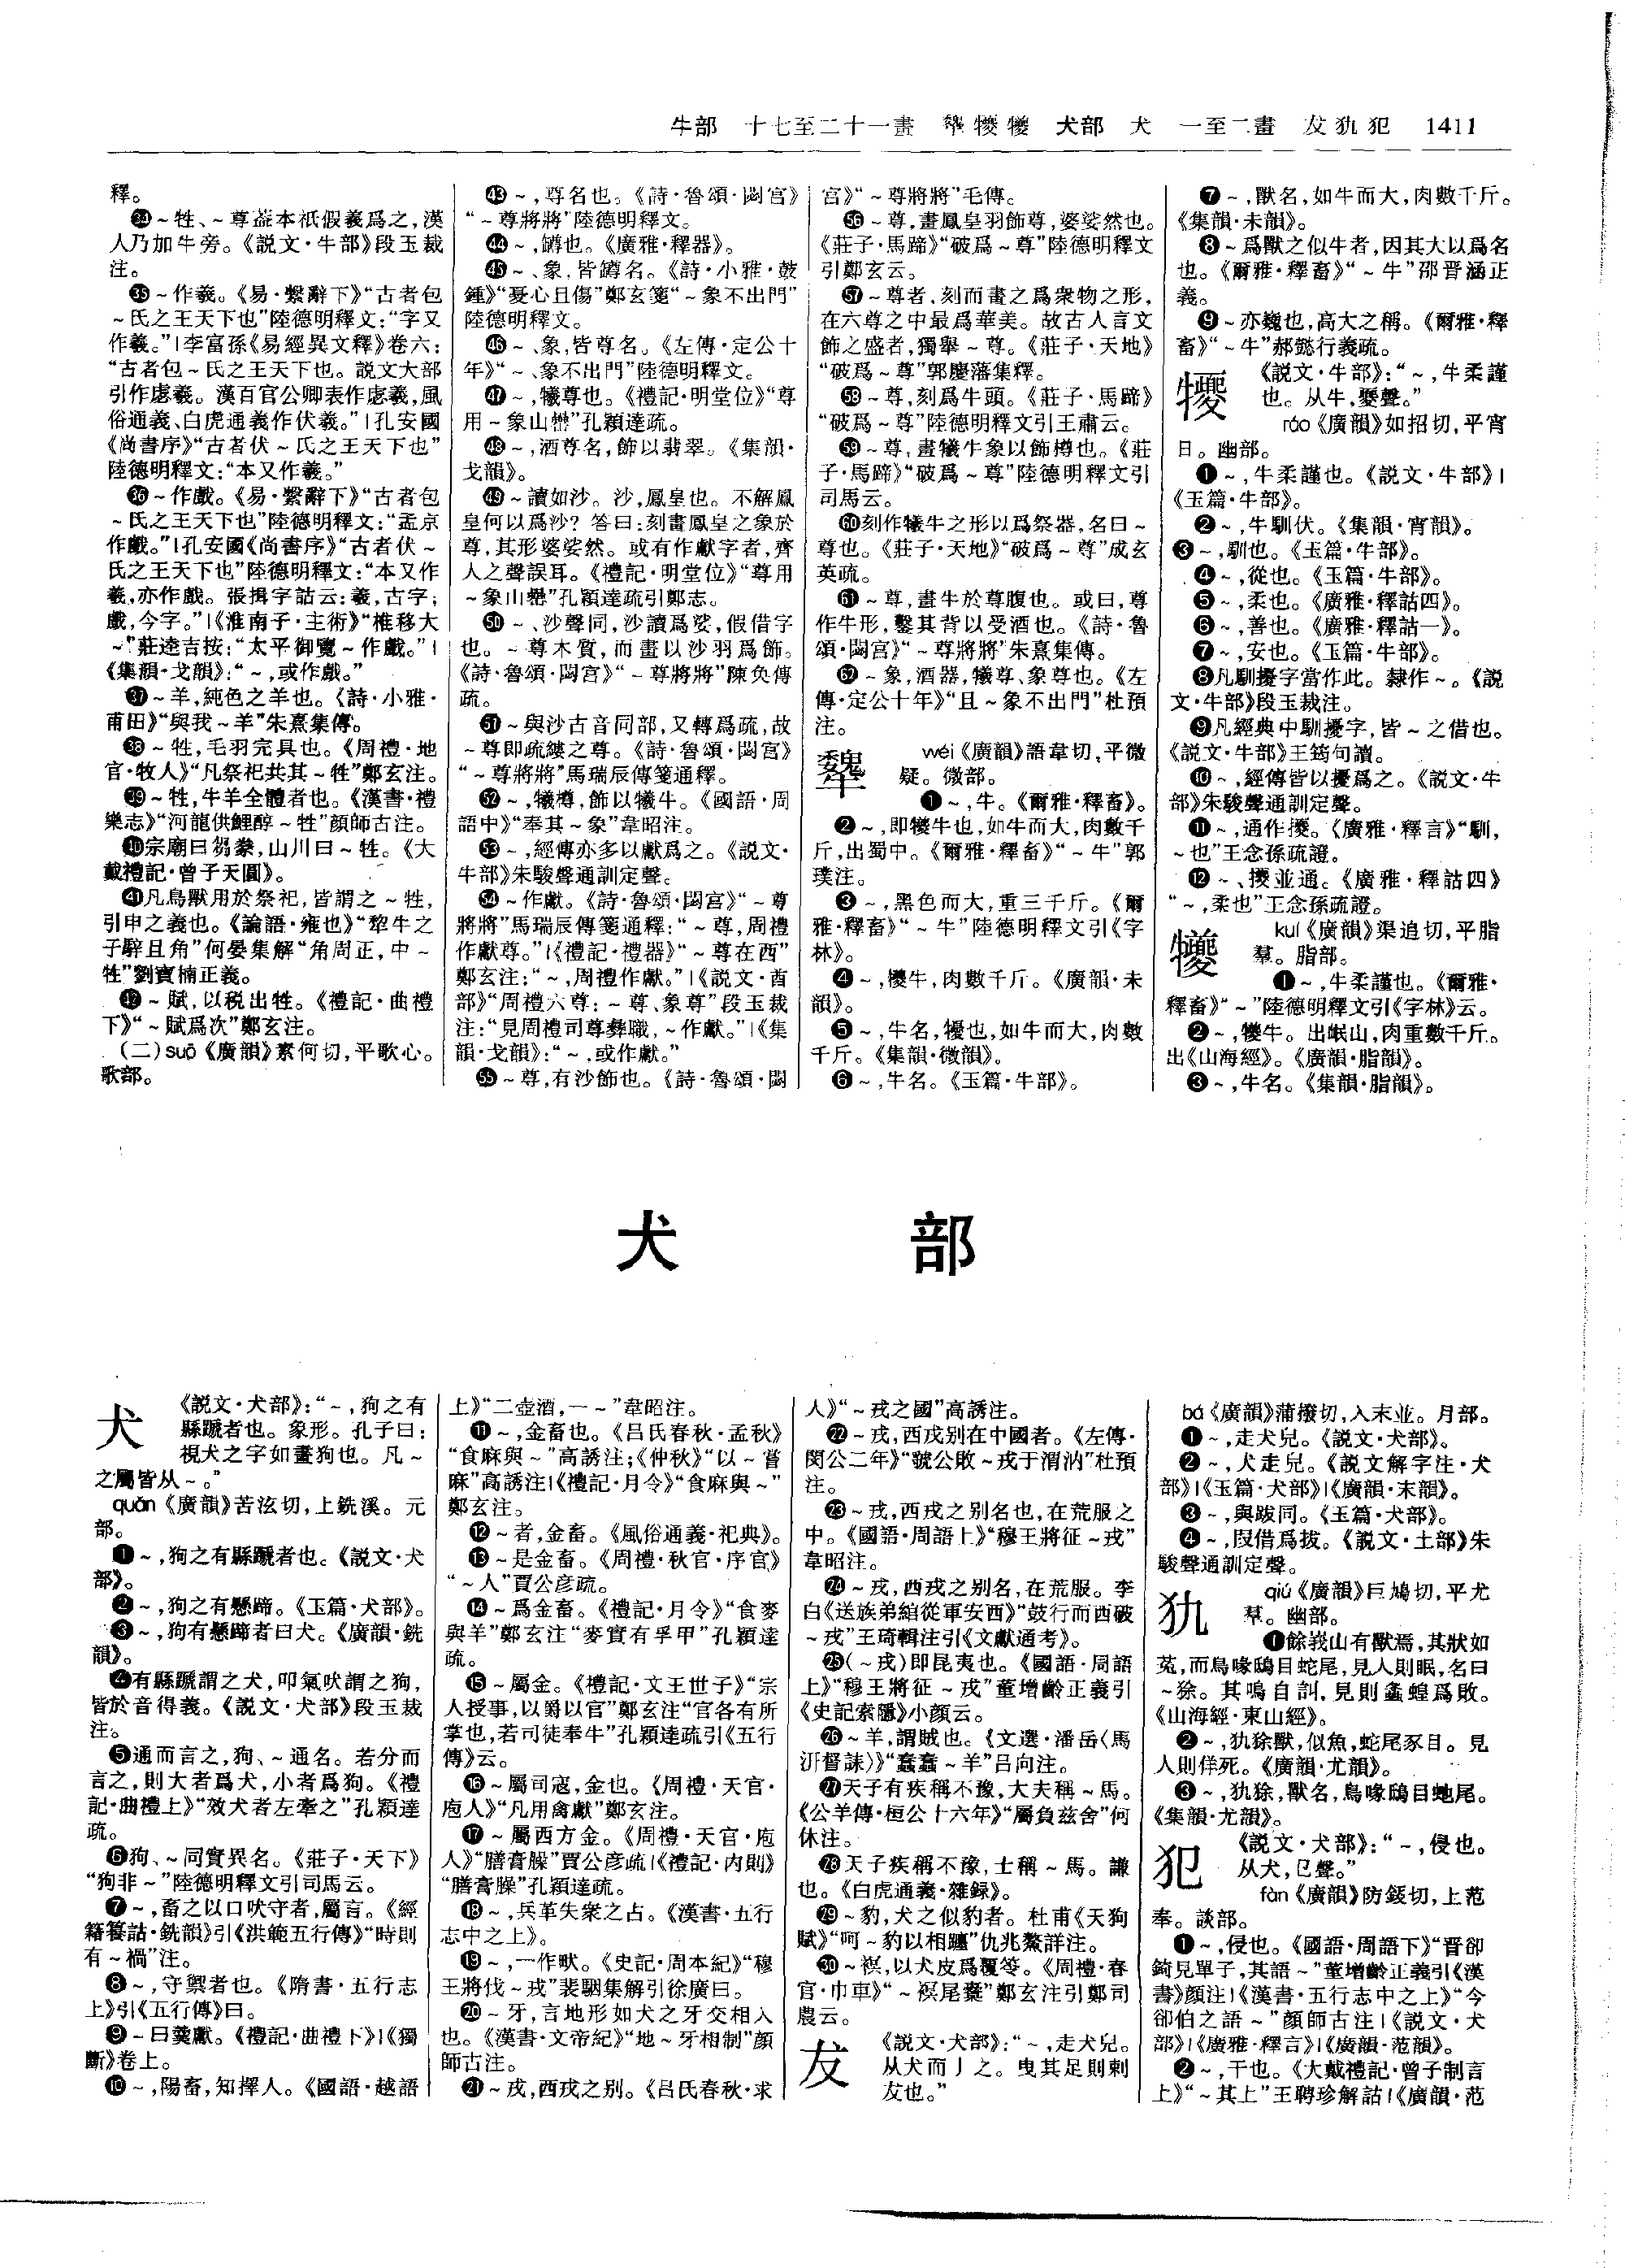 牛部　十七至二十一畫　犩犪犪　犬部　犬　一至二畫　犮犰犯　1411
釋。
㉞～牲、～尊葢本祇假羲爲之，漢
人乃加牛旁。《説文·牛部》段玉裁
注。
㉟～作羲。《易·繫辭下》“古者包
～氏之王天下也”陸德明釋文：“字又
作羲。”|李富孫《易經異文釋》卷六：
“古者包～氏之王天下也。説文大部
引作虙羲。漢百官公卿表作虙羲，風
俗通義、白虎通義作伏羲。”|孔安國
《尚書序》“古者伏～氏之王天下也”
陸德明釋文：“本又作羲。”
㊱～作戲。《易·繫辭下》“古者包
～氏之王天下也”陸德明釋文：“孟京
作戲。”|孔安國《尚書序》“古者伏～
氏之王天下也”陸德明釋文：“本又作
羲，亦作戲。張揖字詁云：羲，古字；
戲，今字。”|《淮南子·主術》“椎移大
～”莊逵吉按：“太平御覽～作戲。”|
《集韻·戈韻》：“～，或作戲。”
㊲～羊，純色之羊也。《詩·小雅·
甫田》“與我～羊”朱熹集傳。
㊳～牲，毛羽完具也。《周禮·地
官·牧人》“凡祭祀共其～牲”鄭玄注。
㊴～牲，牛羊全體者也。《漢書·禮
樂志》“河龍供鯉醇～牲”顔師古注。
㊵宗廟曰芻豢，山川曰～牲。《大
戴禮記·曾子天圓》。
㊶凡鳥獸用於祭祀，皆謂之～牲，
引申之義也。《論語·雍也》“犂牛之
子騂且角”何晏集解“角周正，中～
牲”劉寶楠正義。
㊷～賦，以税出牲。《禮記·曲禮
下》“～賦爲次”鄭玄注。
（二）suō《廣韻》素何切，平歌心。
歌部。
㊸～，尊名也。《詩·魯頌·閟宮》
“～尊將將”陸德明釋文。
㊹～，罇也。《廣雅·釋器》。
㊺～、象，皆罇名。《詩·小雅·鼓
鍾》“憂心且傷”鄭玄箋“～象不出門”
陸德明釋文。
㊻～、象，皆尊名。《左傳·定公十
年》“～、象不出門”陸德明釋文。
㊼～，犧尊也。《禮記·明堂位》“尊
用～象山罍”孔穎達疏。
㊽～，酒尊名，飾以翡翠。《集韻·
戈韻》。
㊾～讀如沙。沙，鳳皇也。不解鳳
皇何以爲沙？答曰：刻畫鳳皇之象於
尊，其形婆娑然。或有作獻字者，齊
人之聲誤耳。《禮記·明堂位》“尊用
～象山罍”孔穎達疏引鄭志。
㊿～、沙聲同，沙讀爲娑，假借字
也。～尊木質，而畫以沙羽爲飾。
《詩·魯頌·閟宮》“～尊將將”陳奂傳
疏。
51～與沙古音同部，又轉爲疏，故
～尊即疏縷之尊。《詩·魯頌·閟宮》
“～尊將將”馬瑞辰傳箋通釋。
52～，犧樽，飾以犧牛。《國語·周
語中》“奉其～象”韋昭注。
53～，經傳亦多以獻爲之。《説文·
牛部》朱駿聲通訓定聲。
54～作獻。《詩·魯頌·閟宮》“～尊
將將”馬瑞辰傳箋通釋：“～尊，周禮
作獻尊。”|《禮記·禮器》“～尊在西”
鄭玄注：“～，周禮作獻。”|《説文·酋
部》“周禮六尊：～尊、象尊”段玉裁
注：“見周禮司尊彝職，～作獻。”|《集
韻·戈韻》：“～，或作獻。”
55～尊，有沙飾也。《詩·魯頌·閟
宮》“～尊將將”毛傳。
56～尊，畫鳳皇羽飾尊，婆娑然也。
《莊子·馬蹄》“破爲～尊”陸德明釋文
引鄭玄云。
57～尊者，刻而畫之爲衆物之形，
在六尊之中最爲華美。故古人言文
飾之盛者，獨舉～尊。《莊子·天地》
“破爲～尊”郭慶藩集釋。
58～尊，刻爲牛頭。《莊子·馬蹄》
“破爲～尊”陸德明釋文引王肅云。
59～尊，畫犧牛象以飾樽也。《莊
子·馬蹄》“破爲～尊”陸德明釋文引
司馬云。
60刻作犧牛之形以爲祭器，名曰～
尊也。《莊子·天地》“破爲～尊”成玄
英疏。
61～尊，畫牛於尊腹也。或曰，尊
作牛形，鑿其背以受酒也。《詩·魯
頌·閟宮》“～尊將將”朱熹集傳。
62～象，酒器，犧尊、象尊也。《左
傳·定公十年》“且～象不出門”杜預
注。
犩　wéi《廣韻》語韋切，平微
疑。微部。
❶～，牛。《爾雅·釋畜》。
❷～，即犪牛也，如牛而大，肉數千
斤，出蜀中。《爾雅·釋畜》“～牛”郭
璞注。
❸～，黑色而大，重三千斤。《爾
雅·釋畜》“～牛”陸德明釋文引《字
林》。
❹～，犪牛，肉數千斤。《廣韻·未
韻》。
❺～，牛名，犪也，如牛而大，肉數
千斤。《集韻·微韻》。
❻～，牛名。《玉篇·牛部》。
❼～，獸名，如牛而大，肉數千斤。
《集韻·未韻》。
❽～爲獸之似牛者，因其大以爲名
也。《爾雅·釋畜》“～牛”邵晋涵正
義。
❾～亦巍也，高大之稱。《爾雅·釋
畜》“～牛”郝懿行義疏。
犪　《説文·牛部》：“～，牛柔謹
也。从牛，夒聲。”
ráo《廣韻》如招切，平宵
日。幽部。
❶～，牛柔謹也。《説文·牛部》|
《玉篇·牛部》。
❷～，牛馴伏。《集韻·宵韻》。
❸～，馴也。《玉篇·牛部》。
❹～，從也。《玉篇·牛部》。
❺～，柔也。《廣雅·釋詁四》。
❻～，善也。《廣雅·釋詁一》。
❼～，安也。《玉篇·牛部》。
❽凡馴擾字當作此。隸作～。《説
文·牛部》段玉裁注。
❾凡經典中馴擾字，皆～之借也。
《説文·牛部》王筠句讀。
❿～，經傳皆以擾爲之。《説文·牛
部》朱駿聲通訓定聲。
⓫～，通作擾。《廣雅·釋言》“馴，
～也”王念孫疏證。
⓬～、擾並通。《廣雅·釋詁四》
“～，柔也”王念孫疏證。
犪　kuí《廣韻》渠追切，平脂
羣。脂部。
❶～，牛柔謹也。《爾雅·
釋畜》“～”陸德明釋文引《字林》云。
❷～，犪牛。出岷山，肉重數千斤。
出《山海經》。《廣韻·脂韻》。
❸～，牛名。《集韻·脂韻》。
犬　部
犬　《説文·犬部》：“～，狗之有
縣蹏者也。象形。孔子曰：
視犬之字如畫狗也。凡～
之屬皆从～。”
quǎn《廣韻》苦泫切，上銑溪。元
部。
❶～，狗之有縣蹏者也。《説文·犬
部》。
❷～，狗之有懸蹄。《玉篇·犬部》。
❸～，狗有懸蹄者曰犬。《廣韻·銑
韻》。
❹有縣蹏謂之犬，叩氣吠謂之狗，
皆於音得義。《説文·犬部》段玉裁
注。
❺通而言之，狗、～通名。若分而
言之，則大者爲犬，小者爲狗。《禮
記·曲禮上》“效犬者左牽之”孔穎達
疏。
❻狗、～同實異名。《莊子·天下》
“狗非～”陸德明釋文引司馬云。
❼～，畜之以口吠守者，屬言。《經
籍籑詁·銑韻》引《洪範五行傳》“時則
有～禍”注。
❽～，守禦者也。《隋書·五行志
上》引《五行傳》曰。
❾～曰羹獻。《禮記·曲禮下》|《獨
斷》卷上。
❿～，陽畜，知擇人。《國語·越語
上》“二壺酒，一～”韋昭注。
⓫～，金畜也。《吕氏春秋·孟秋》
“食麻與～”高誘注；《仲秋》“以～嘗
麻”高誘注|《禮記·月令》“食麻與～”
鄭玄注。
⓬～者，金畜。《風俗通義·祀典》。
⓭～是金畜。《周禮·秋官·序官》
“～人”賈公彦疏。
⓮～爲金畜。《禮記·月令》“食麥
與羊”鄭玄注“麥實有孚甲”孔穎達
疏。
⓯～屬金。《禮記·文王世子》“宗
人授事，以爵以官”鄭玄注“官各有所
掌也，若司徒奉牛”孔穎達疏引《五行
傳》云。
⓰～屬司寇，金也。《周禮·天官·
庖人》“凡用禽獻”鄭玄注。
⓱～屬西方金。《周禮·天官·庖
人》“膳膏臊”賈公彦疏|《禮記·内則》
“膳膏臊”孔穎達疏。
⓲～，兵革失衆之占。《漢書·五行
志中之上》。
⓳～，一作畎。《史記·周本紀》“穆
王將伐～戎”裴駰集解引徐廣曰。
⓴～牙，言地形如犬之牙交相入
也。《漢書·文帝紀》“地～牙相制”顔
師古注。
㉑～戎，西戎之别。《吕氏春秋·求
人》“～戎之國”高誘注。
㉒～戎，西戎别在中國者。《左傳·
閔公二年》“虢公敗～戎于渭汭”杜預
注。
㉓～戎，西戎之别名也，在荒服之
中。《國語·周語上》“穆王將征～戎”
韋昭注。
㉔～戎，西戎之别名，在荒服。李
白《送族弟綰從軍安西》“鼓行而西破
～戎”王琦輯注引《文獻通考》。
㉕（～戎）即昆夷也。《國語·周語
上》“穆王將征～戎”董增齡正義引
《史記索隱》小顔云。
㉖～羊，謂賊也。《文選·潘岳〈馬
汧督誄〉》“蠢蠢～羊”吕向注。
㉗天子有疾稱不豫，大夫稱～馬。
《公羊傳·桓公十六年》“屬負兹舍”何
休注。
㉘天子疾稱不豫，士稱～馬。謙
也。《白虎通義·雜録》。
㉙～豹，犬之似豹者。杜甫《天狗
賦》“呵～豹以相躔”仇兆鰲詳注。
㉚～𧜀，以犬皮爲覆笭。《周禮·春
官·巾車》“～𧜀尾櫜”鄭玄注引鄭司
農云。
犮　《説文·犬部》：“～，走犬皃。
从犬而丿之。曳其足則剌
犮也。”
bá《廣韻》蒲撥切，入末並。月部。
❶～，走犬皃。《説文·犬部》。
❷～，犬走皃。《説文解字注·犬
部》|《玉篇·犬部》|《廣韻·末韻》。
❸～，與跋同。《玉篇·犬部》。
❹～，叚借爲拔。《説文·土部》朱
駿聲通訓定聲。
犰　qiú《廣韻》巨鳩切，平尤
羣。幽部。
❶餘峩山有獸焉，其狀如
菟，而鳥喙鴟目蛇尾，見人則眠，名曰
～狳。其鳴自訆，見則螽蝗爲敗。
《山海經·東山經》。
❷～，犰狳獸，似魚，蛇尾豕目。見
人則佯死。《廣韻·尤韻》。
❸～，犰狳，獸名，鳥喙鴟目虵尾。
《集韻·尤韻》。
犯　《説文·犬部》：“～，侵也。
从犬，㔾聲。”
fàn《廣韻》防鋄切，上范
奉。談部。
❶～，侵也。《國語·周語下》“晋郤
錡見單子，其語～”董增齡正義引《漢
書》顔注|《漢書·五行志中之上》“今
郤伯之語～”顔師古注|《説文·犬
部》|《廣雅·釋言》|《廣韻·范韻》。
❷～，干也。《大戴禮記·曾子制言
上》“～其上”王聘珍解詁|《廣韻·范